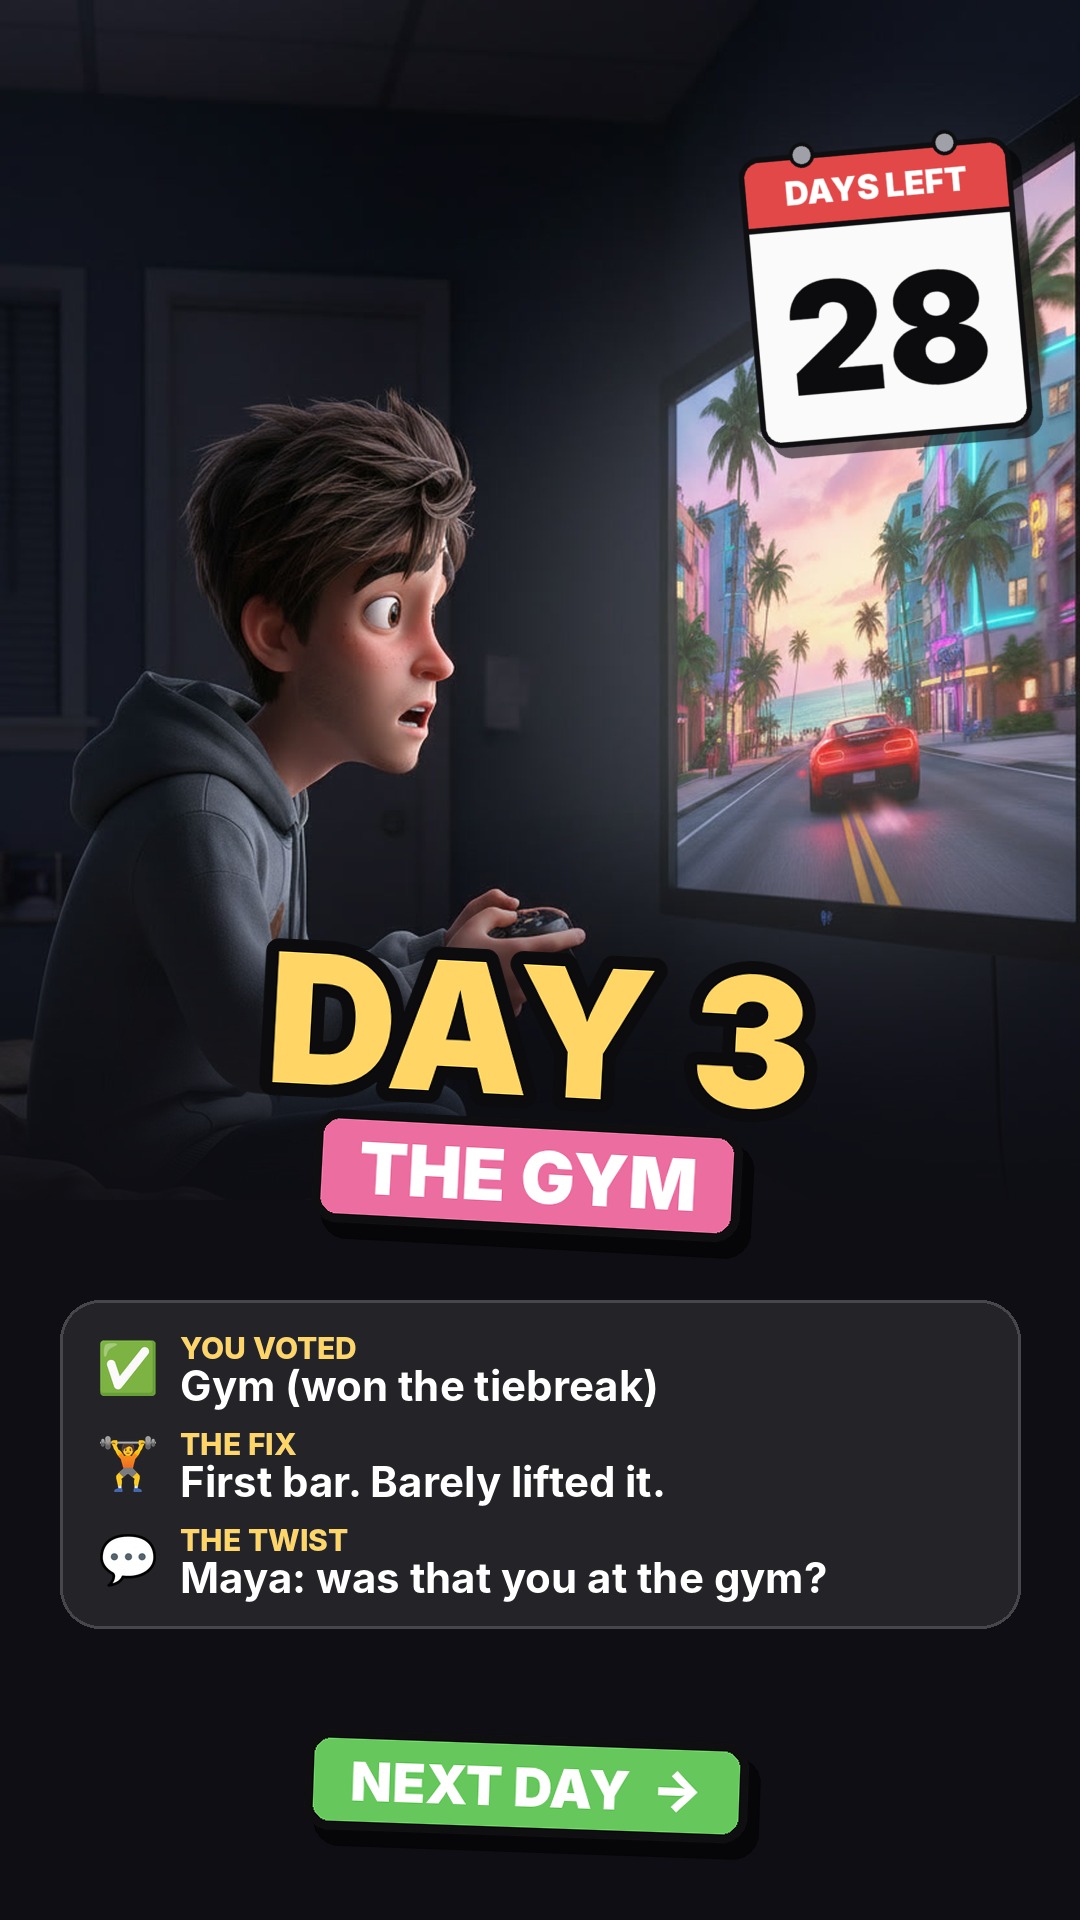 DAYS LEFT
28
DAY 3
THE GYM
YOU VOTED
Gym (won the tiebreak)
THE FIX
First bar. Barely lifted it.
THE TWIST
Maya: was that you at the gym?
NEXT DAY →